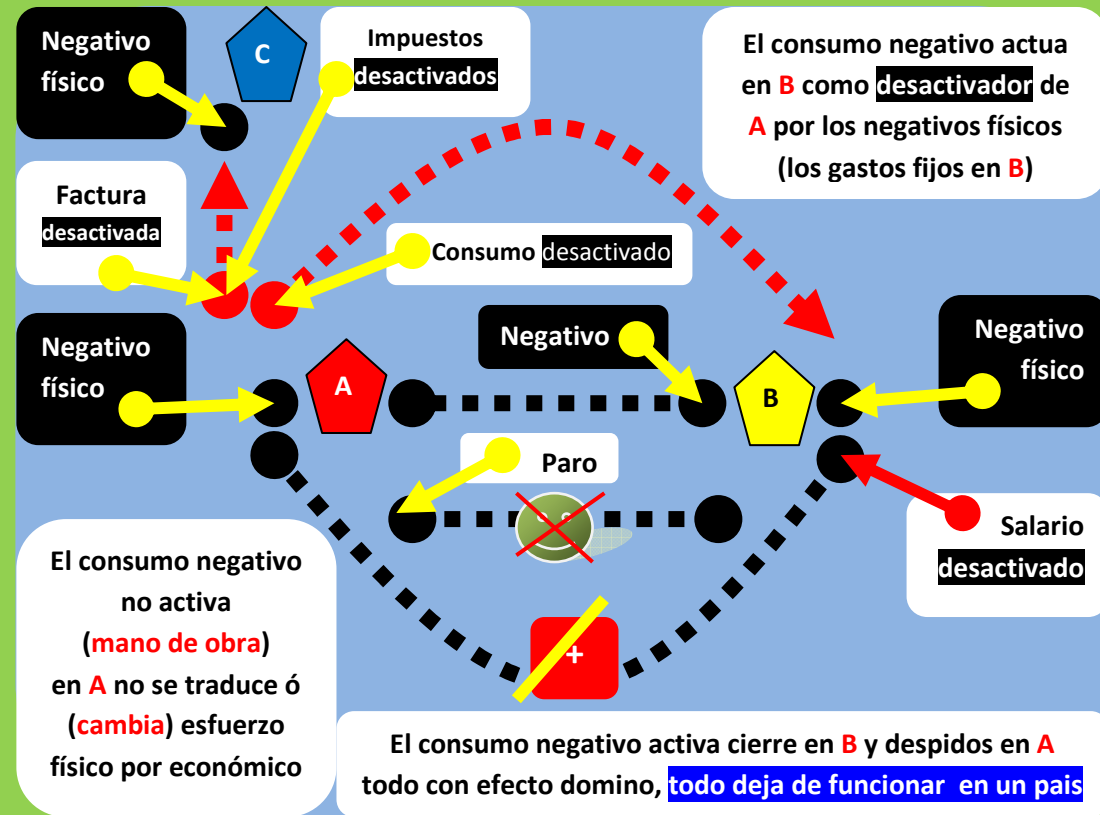 Negativo
físico
C
Impuestos
desactivados
El consumo negativo actua
en B como desactivador de
A por los negativos físicos
(los gastos fijos en B)
Factura
desactivada
Consumo desactivado
Negativo
físico
A
Negativo
B
Negativo
físico
Paro
Salario
desactivado
El consumo negativo
no activa
(mano de obra)
en A no se traduce ó
(cambia) esfuerzo
físico por económico
+
El consumo negativo activa cierre en B y despidos en A
todo con efecto domino, todo deja de funcionar en un pais